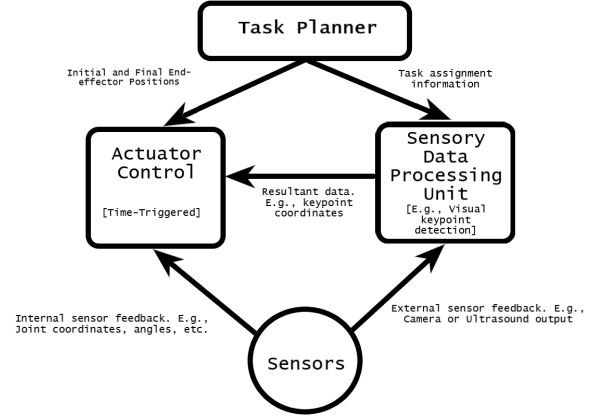 Task Planner
Initial and Final End-
effector Positions
Task assignment
information
Actuator
Control
[Time-Triggered]
Sensory
Data
Processing
Unit
[E.g., Visual
keypoint
detection]
Resultant data.
E.g., keypoint
coordinates
Internal sensor feedback. E.g.,
Joint coordinates, angles, etc.
External sensor feedback. E.g.,
Camera or Ultrasound output
Sensors